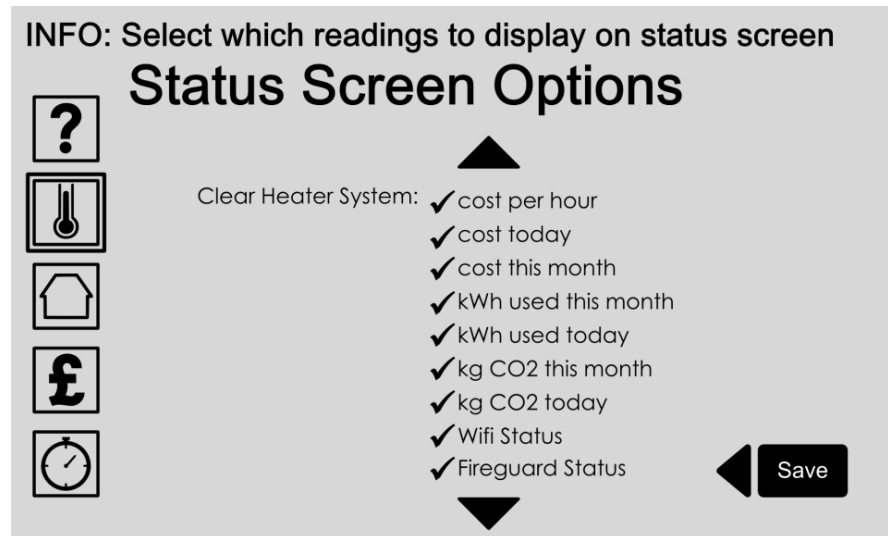 INFO: Select which readings to display on status screen
Status Screen Options
?
Clear Heater System: ✓ cost per hour
✓ cost today
✓ cost this month
✓ kWh used this month
✓ kWh used today
✓ kg CO2 this month
£
✓ kg CO2 today
✓ Wifi Status
✓ Fireguard Status
Save